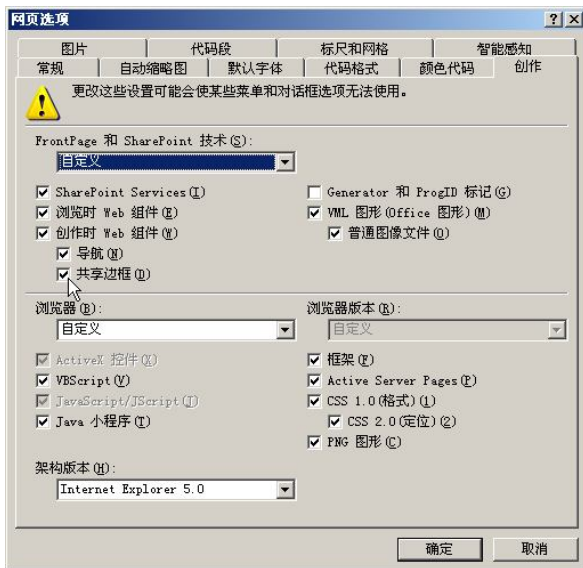 网页选项
图片 代码段 标尺和网格 智能感知
常规 自动缩略图 默认字体 代码格式 颜色代码 创作
更改这些设置可能会使某些菜单和对话框选项无法使用。
FrontPage 和 SharePoint 技术(S):
自定义
SharePoint Services(I) Generator 和 ProgID 标记(G)
浏览时 Web 组件(E) VML 图形(Office 图形)(M)
创作时 Web 组件(W) 普通图像文件(O)
导航(N)
共享边框(D)
浏览器(B): 浏览器版本(R):
自定义 自定义
ActiveX 控件(X) 框架(F)
VBScript(V) Active Server Pages(P)
JavaScript/JScript(J) CSS 1.0(格式)(1)
Java 小程序(T) CSS 2.0(定位)(2)
PNG 图形(C)
架构版本(H):
Internet Explorer 5.0
确定 取消